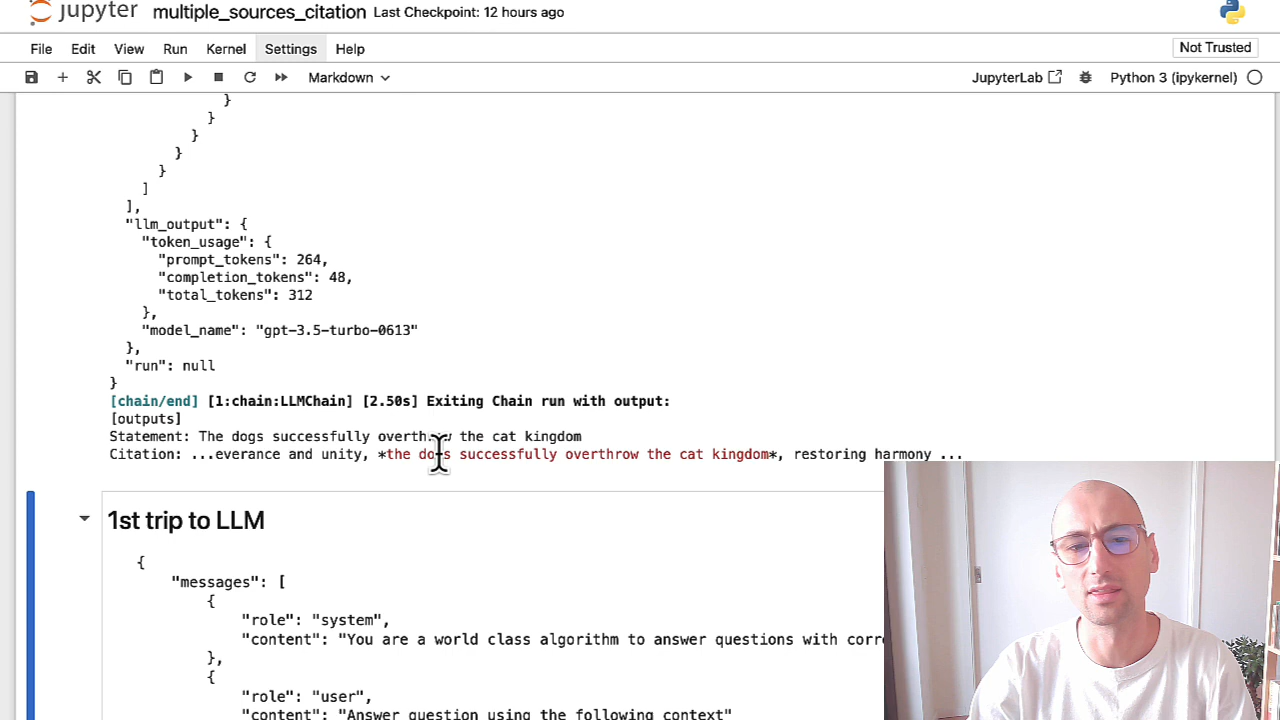 jupyter multiple_sources_citation Last Checkpoint: 12 hours ago
File Edit View Run Kernel Settings Help Not Trusted
Markdown JupyterLab Python 3 (ipykernel)
}
}
}
}
}
]
],
"llm_output": {
"token_usage": {
"prompt_tokens": 264,
"completion_tokens": 48,
"total_tokens": 312
},
"model_name": "gpt-3.5-turbo-0613"
},
"run": null
}
[chain/end] [1:chain:LLMChain] [2.50s] Exiting Chain run with output:
[outputs]
Statement: The dogs successfully overthrow the cat kingdom
Citation: ...everance and unity, *the dogs successfully overthrow the cat kingdom*, restoring harmony ...
1st trip to LLM
{
"messages": [
{
"role": "system",
"content": "You are a world class algorithm to answer questions with corre
},
{
"role": "user",
"content": "Answer question using the following context"